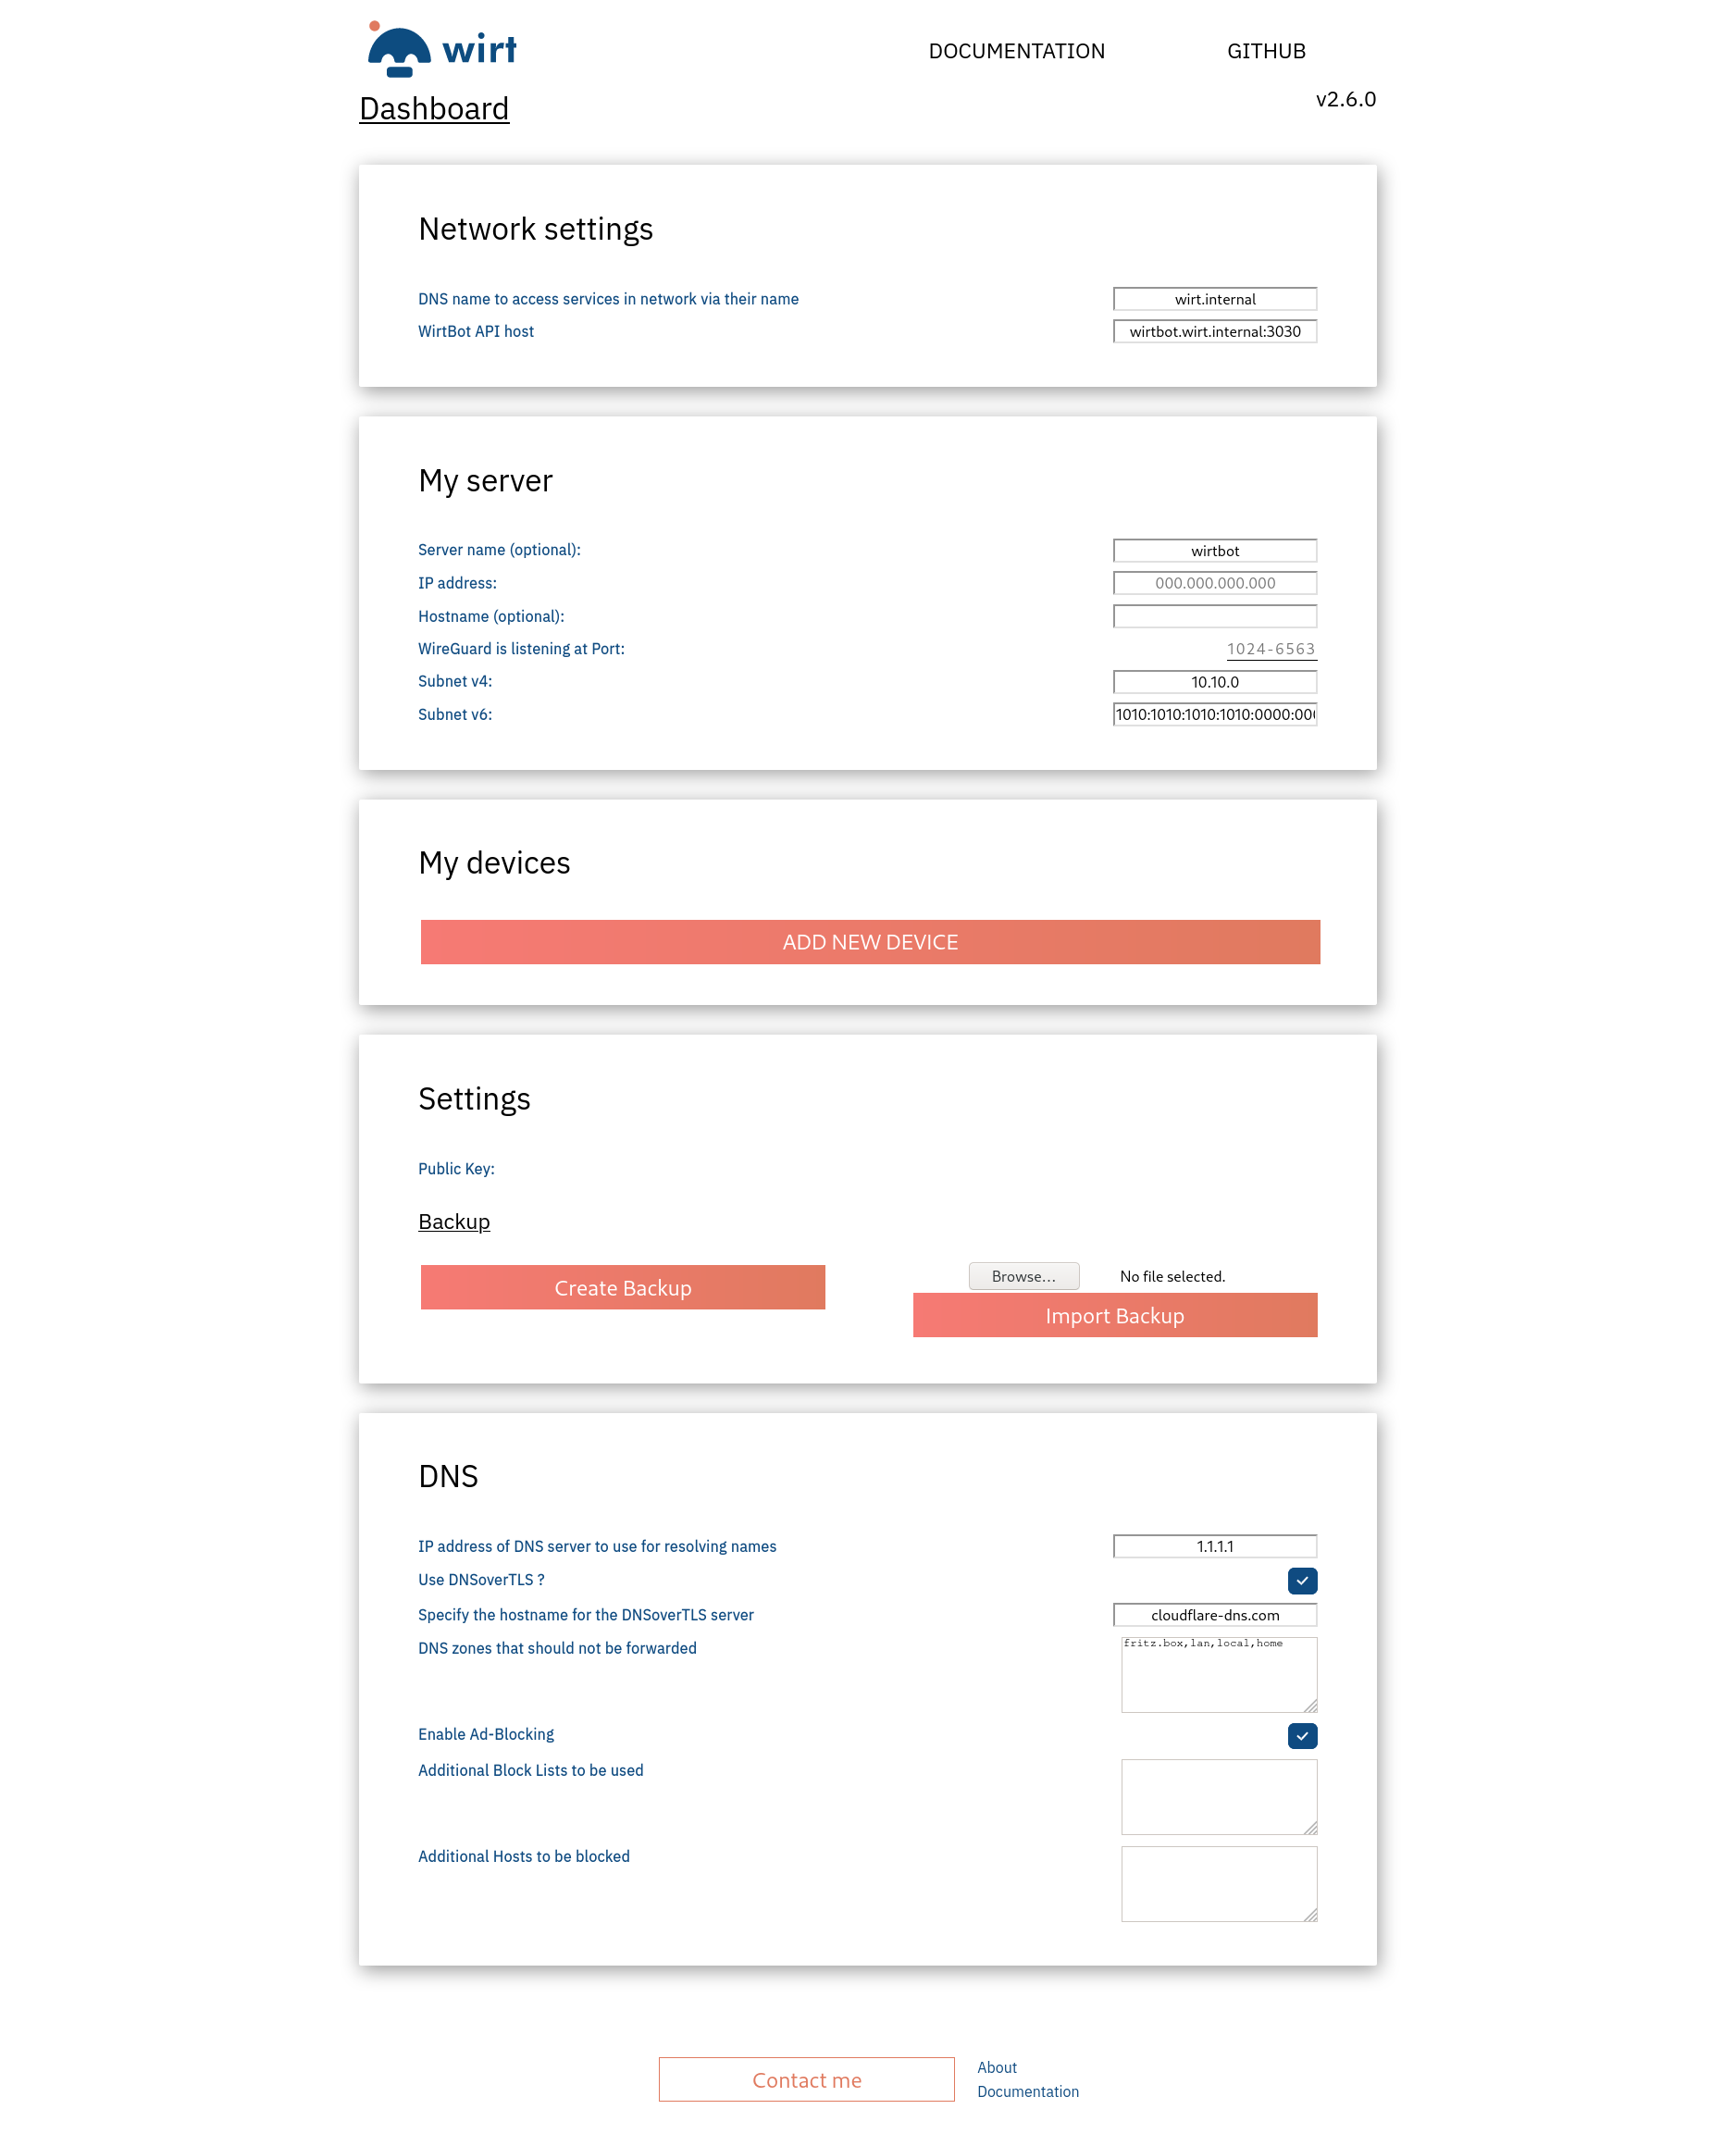 wirt
DOCUMENTATION
GITHUB
Dashboard
v2.6.0
Network settings
DNS name to access services in network via their name
wirt.internal
WirtBot API host
wirtbot.wirt.internal:3030
My server
Server name (optional):
wirtbot
IP address:
000.000.000.000
Hostname (optional):
WireGuard is listening at Port:
1024-6563
Subnet v4:
10.10.0
Subnet v6:
1010:1010:1010:1010:0000:00
My devices
ADD NEW DEVICE
Settings
Public Key:
Backup
Create Backup
Browse...
No file selected.
Import Backup
DNS
IP address of DNS server to use for resolving names
1.1.1.1
Use DNSoverTLS ?
Specify the hostname for the DNSoverTLS server
cloudflare-dns.com
DNS zones that should not be forwarded
fritz.box,lan,local,home
Enable Ad-Blocking
Additional Block Lists to be used
Additional Hosts to be blocked
Contact me
About
Documentation